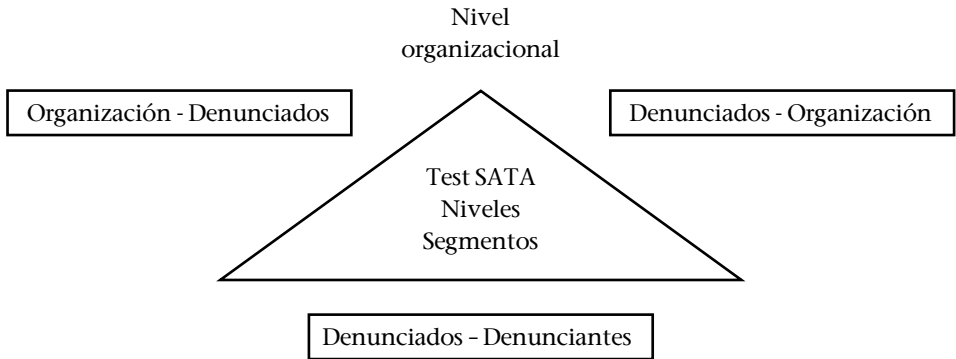 Nivel
organizacional
Organización - Denunciados
Denunciados - Organización
Test SATA
Niveles
Segmentos
Denunciados – Denunciantes